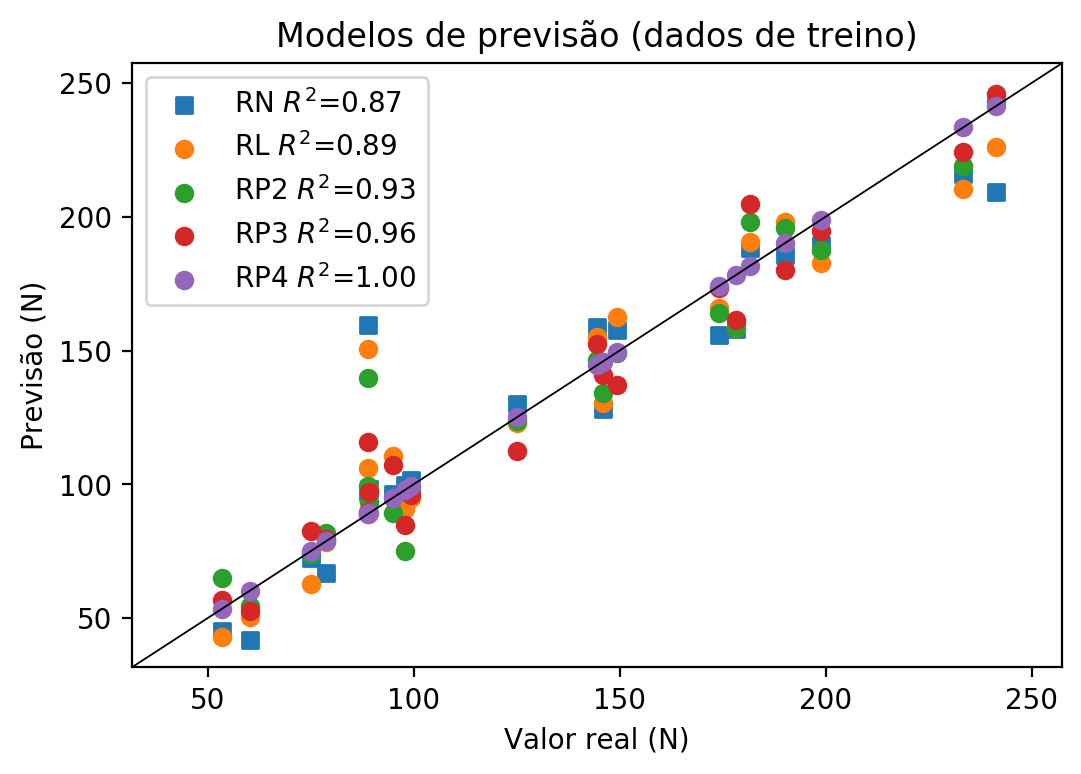 Modelos de previsão (dados de treino)
250
200
150
100
50
Previsão (N)
RN R²=0.87
RL R²=0.89
RP2 R²=0.93
RP3 R²=0.96
RP4 R²=1.00
50
100
150
200
250
Valor real (N)